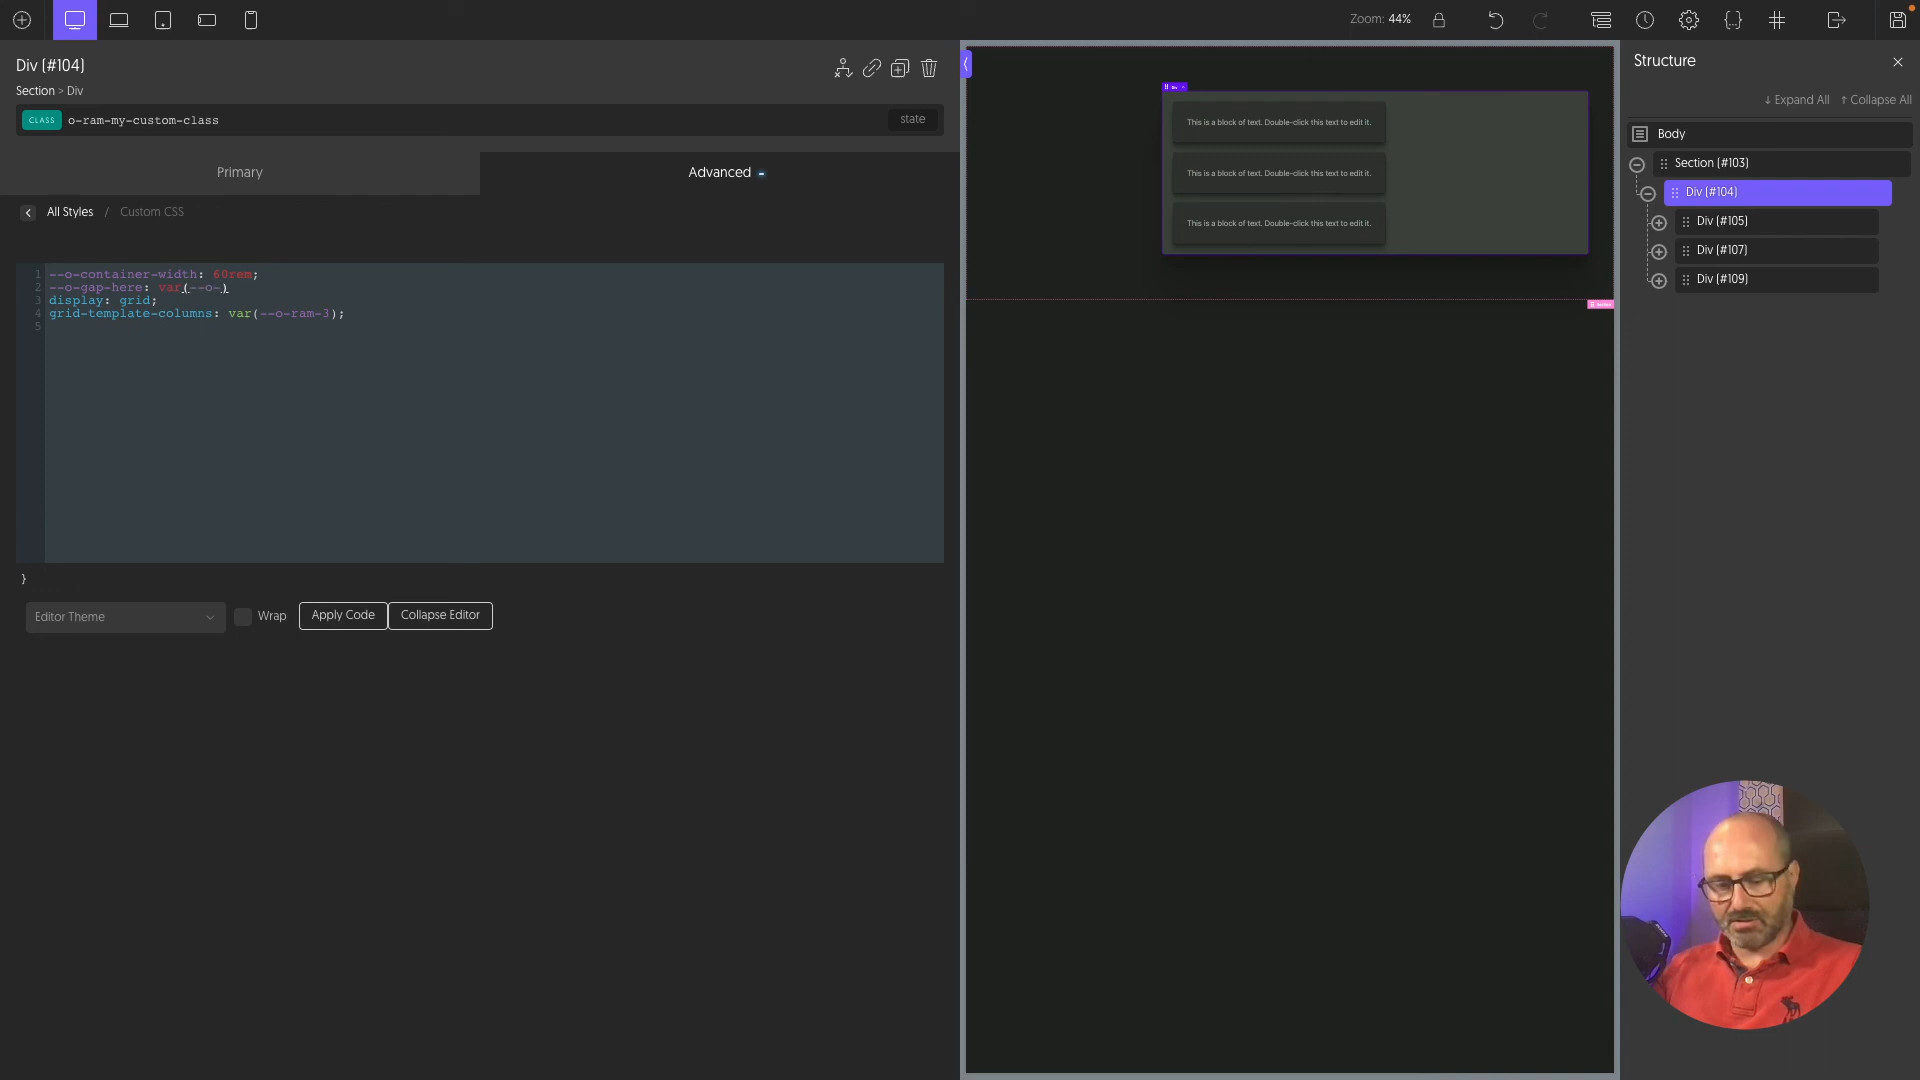 Zoom: 44%
Div (#104)
Section > Div
CLASS o-ram-my-custom-class state
Primary
Advanced
All Styles / Custom CSS
1 --o-container-width: 60rem;
2 --o-gap-here: var(--o-)
3 display: grid;
4 grid-template-columns: var(--o-ram-3);
5
}
Editor Theme
Wrap
Apply Code
Collapse Editor
Div
This is a block of text. Double-click this text to edit it.
This is a block of text. Double-click this text to edit it.
This is a block of text. Double-click this text to edit it.
Structure
↓ Expand All ↑ Collapse All
Body
Section (#103)
Div (#104)
Div (#105)
Div (#107)
Div (#109)